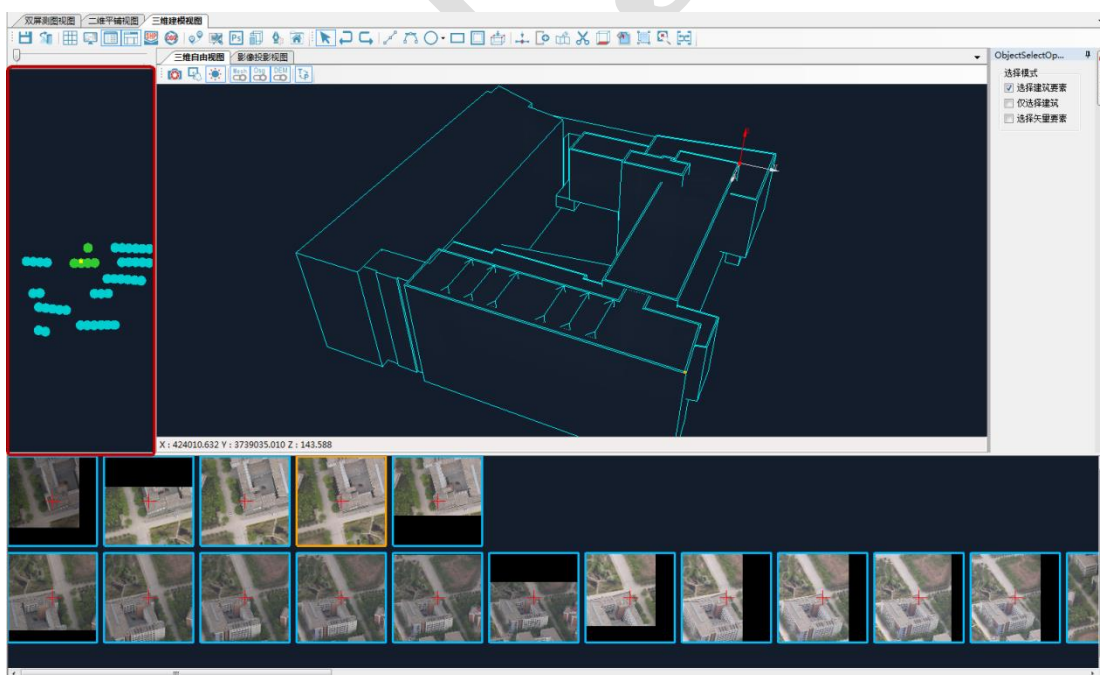 双屏测图视图 二维平铺视图 三维建模视图
三维自由视图 影像投影视图
Mesh Dsg DEM
ObjectSelectOp...
选择模式
选择建筑要素
仅选择建筑
选择矢量要素
X : 424010.632 Y : 3739035.010 Z : 143.588